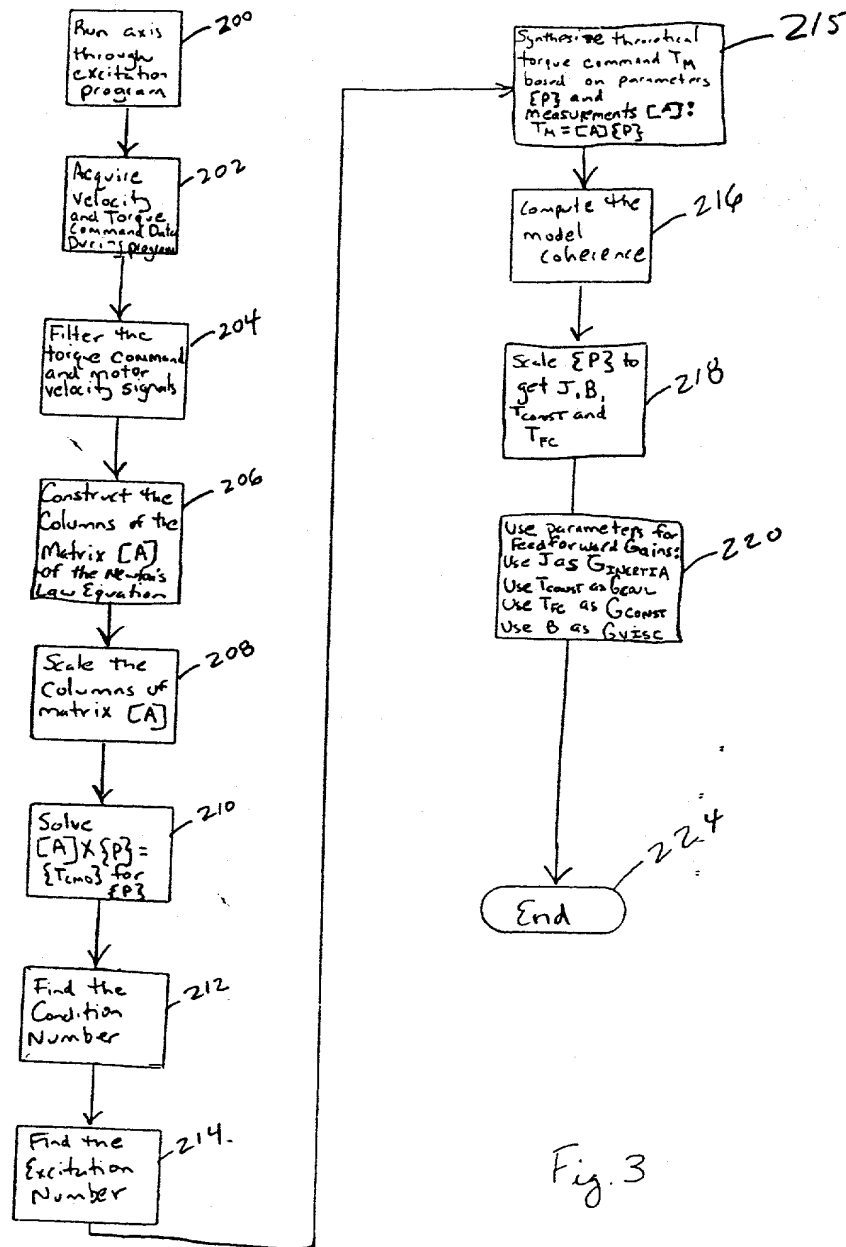 Run axis
through
excitation
program
200
Acquire
Velocity
and Torque
Command Data
During program
202
Filter the
torque command
and motor
velocity signals
204
Construct the
Columns of the
Matrix [A]
of the Newton's
Law Equation
206
Scale the
Columns of
matrix [A]
208
Solve
[A]X{P}=
{TCMD} for
{P}
210
Find the
Condition
Number
212
Find the
Excitation
Number
214.
Synthesize theoretical
torque command TM
based on parameters
{P} and
measurements [A]:
TM=[A]{P}
215
Compute the
model
coherence
216
Scale {P} to
get J,B,
TCONST and
TFC
218
Use parameters for
Feedforward Gains:
Use J as GINERTIA
Use TCONST as
Use TFC as GCONST
Use B as GVISC
220
End
224
Fig. 3